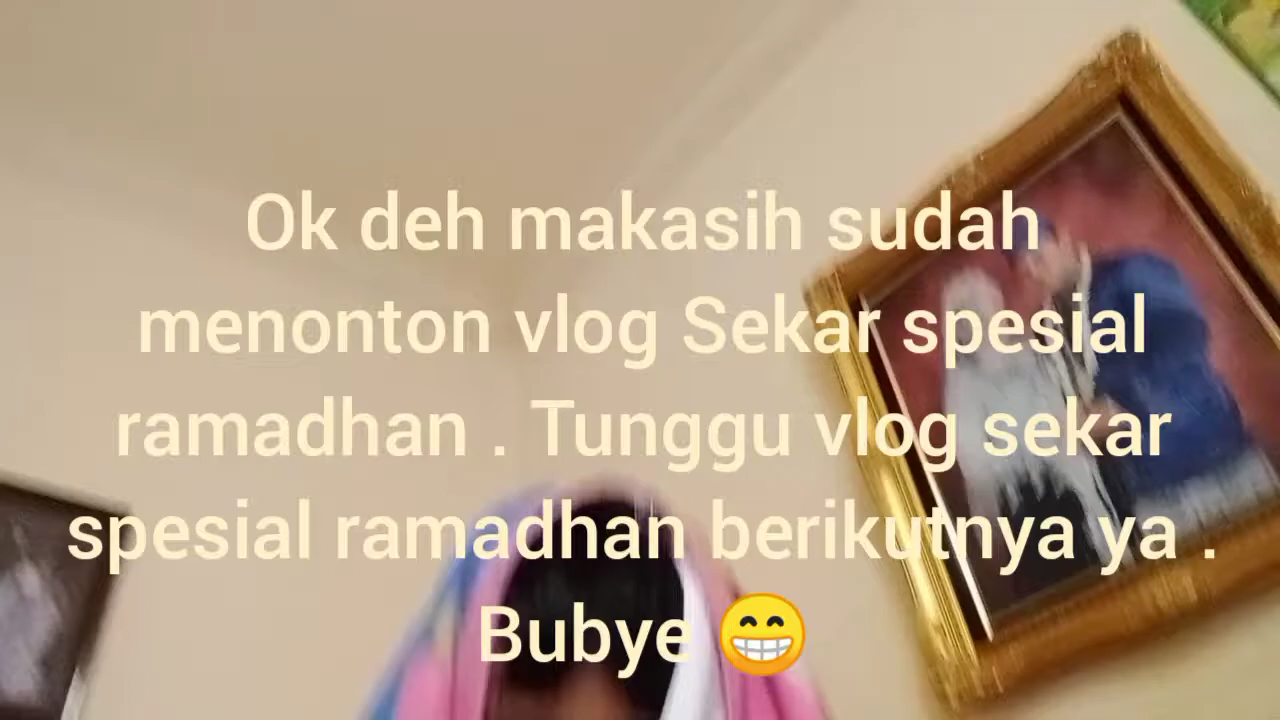 Ok deh makasih sudah
menonton vlog Sekar spesial
ramadhan . Tunggu vlog sekar
spesial ramadhan berikutnya ya .
Bubye 😁